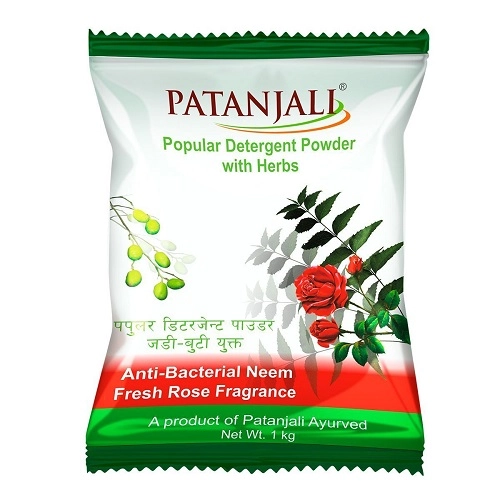 PATANJALI®
Popular Detergent Powder
with Herbs
पपुलर डिटरजेन्ट पाउडर
जडी-बुटी युक्त
Anti-Bacterial Neem
Fresh Rose Fragrance
A product of Patanjali Ayurved
Net Wt. 1 kg